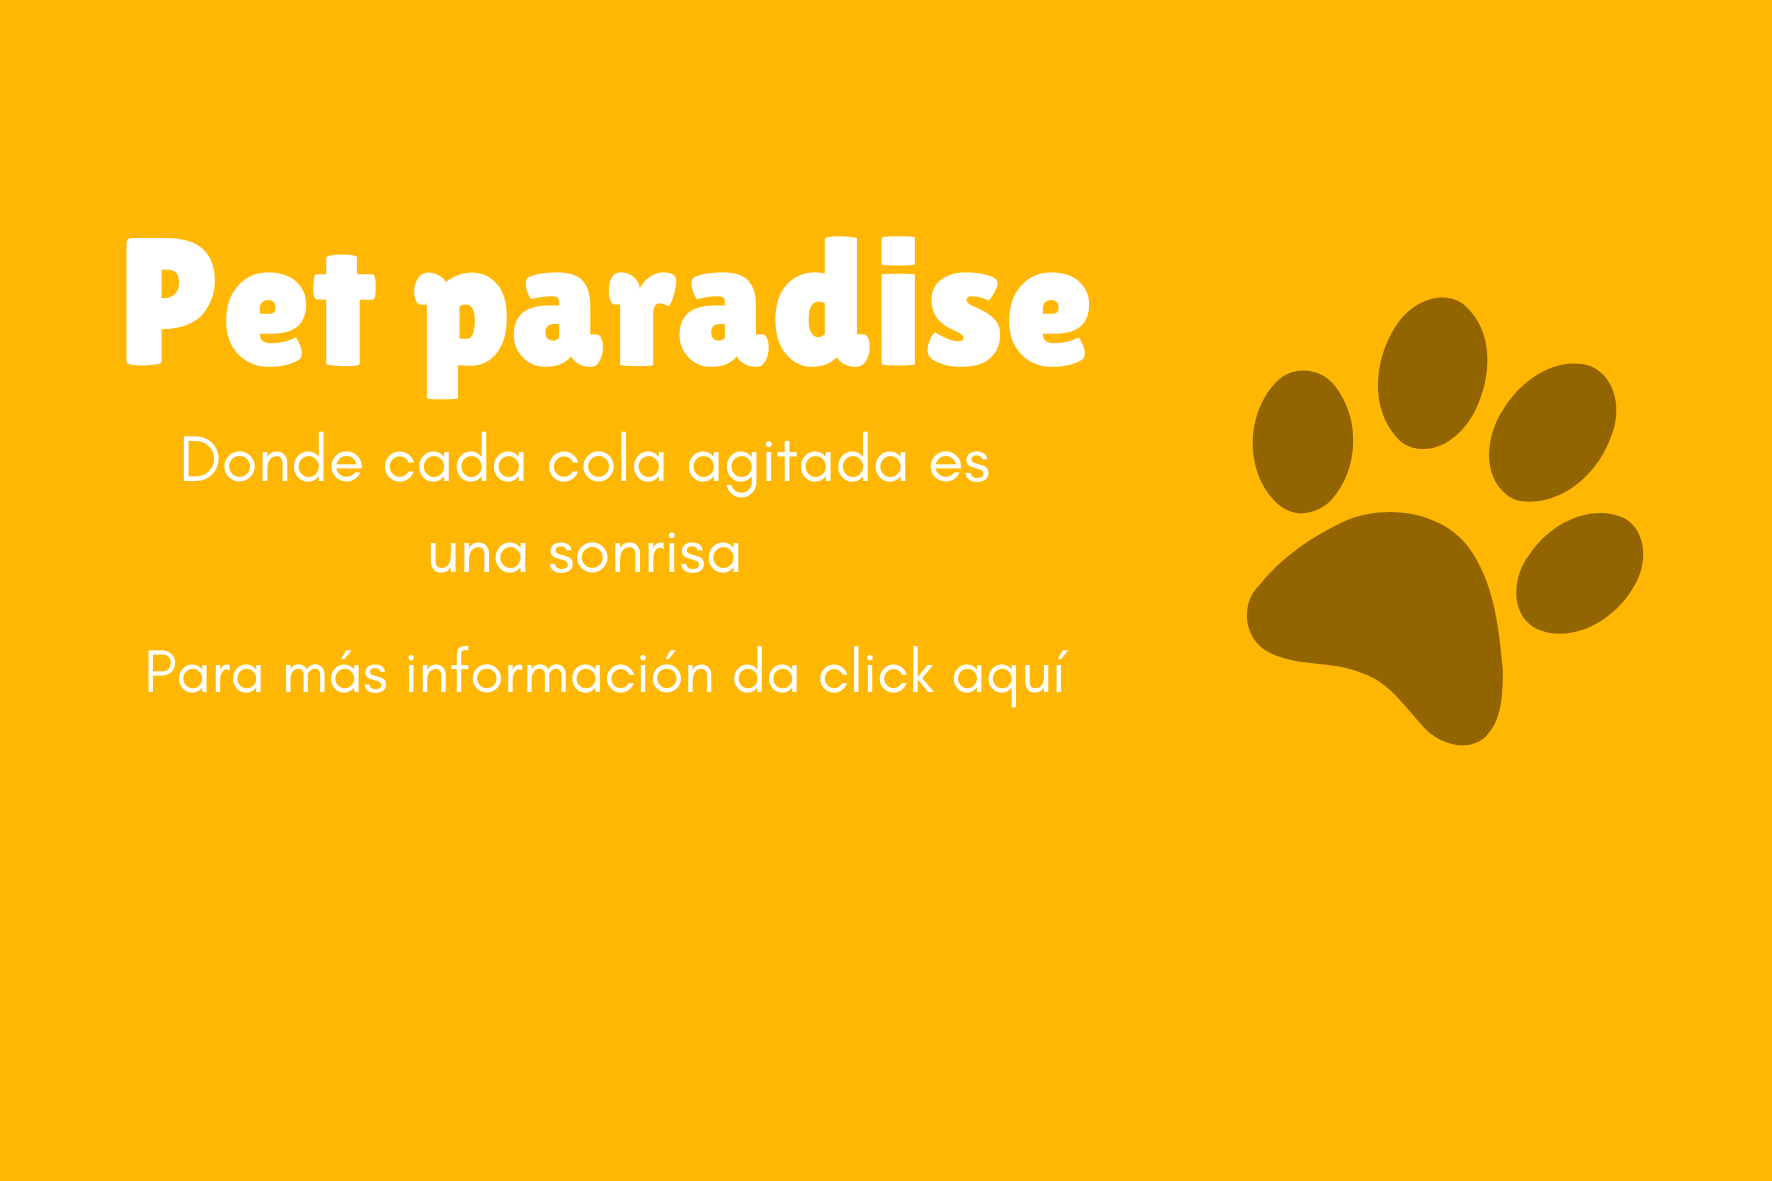 Pet paradise
Donde cada cola agitada es
una sonrisa
Para más información da click aquí